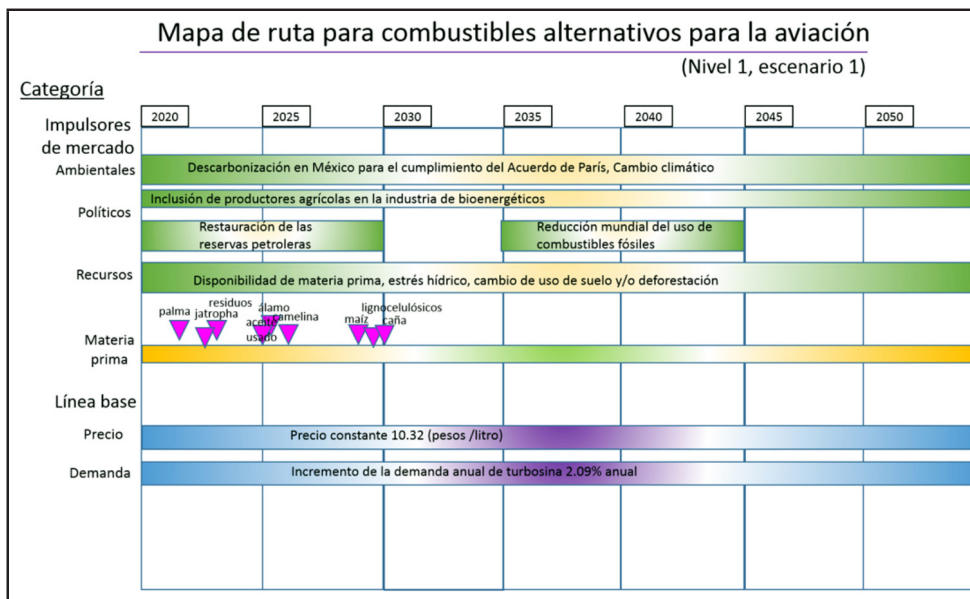 Mapa de ruta para combustibles alternativos para la aviación
(Nivel 1, escenario 1)
Categoría
2020
2025
2030
2035
2040
2045
2050
Impulsores
de mercado
Ambientales
Descarbonización en México para el cumplimiento del Acuerdo de París, Cambio climático
Inclusión de productores agrícolas en la industria de bioenergéticos
Políticos
Restauración de las
reservas petroleras
Reducción mundial del uso de
combustibles fósiles
Recursos
Disponibilidad de materia prima, estrés hídrico, cambio de uso de suelo y/o deforestación
palma
jatropha
residuos
álamo
aceite
usado
camelina
maíz
lignocelulósicos
caña
Materia
prima
Línea base
Precio
Precio constante 10.32 (pesos /litro)
Demanda
Incremento de la demanda anual de turbosina 2.09% anual